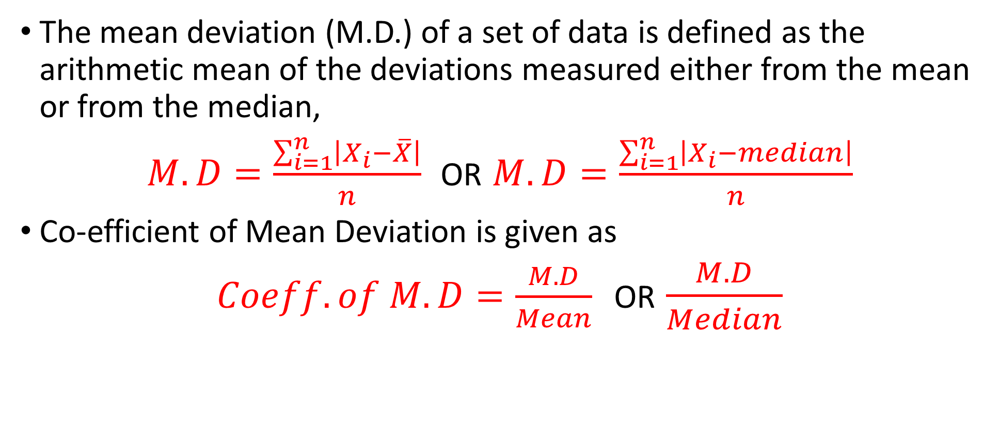 • The mean deviation (M.D.) of a set of data is defined as the
arithmetic mean of the deviations measured either from the mean
or from the median,
M.D = \frac{\sum_{i=1}^{n}|X_i-\bar{X}|}{n} OR M.D = \frac{\sum_{i=1}^{n}|X_i-median|}{n}
• Co-efficient of Mean Deviation is given as
Coeff.of M.D = \frac{M.D}{Mean} OR \frac{M.D}{Median}